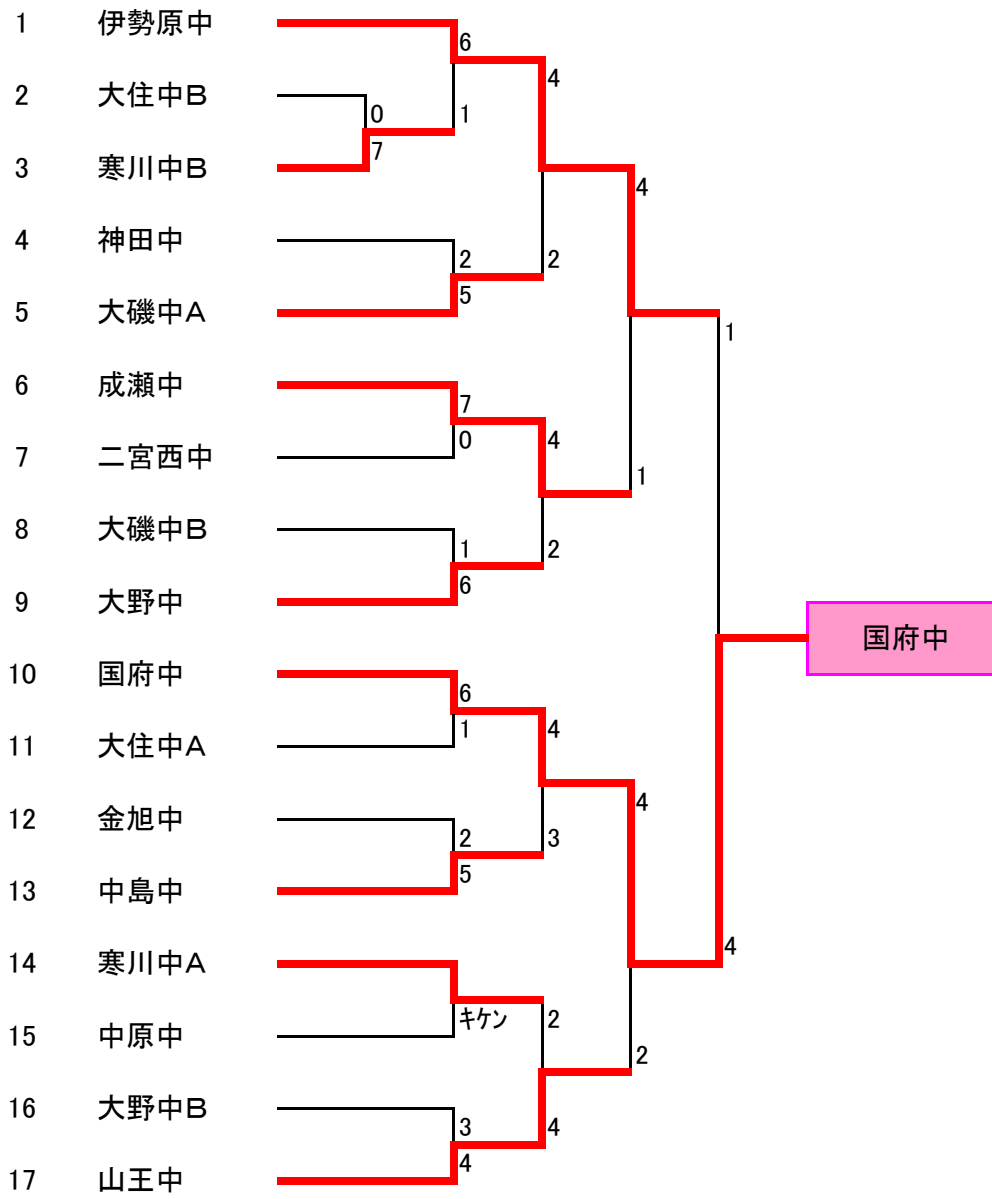 1 伊勢原中
6
4
2 大住中B
0
1
7
3 寒川中B
4
4 神田中
2
2
5
5 大磯中A
1
6 成瀬中
7
4
0
7 二宮西中
1
8 大磯中B
1
2
6
9 大野中
国府中
10 国府中
6
1
4
11 大住中A
4
12 金旭中
2
3
5
13 中島中
4
14 寒川中A
キケン
2
15 中原中
2
16 大野中B
3
4
4
17 山王中